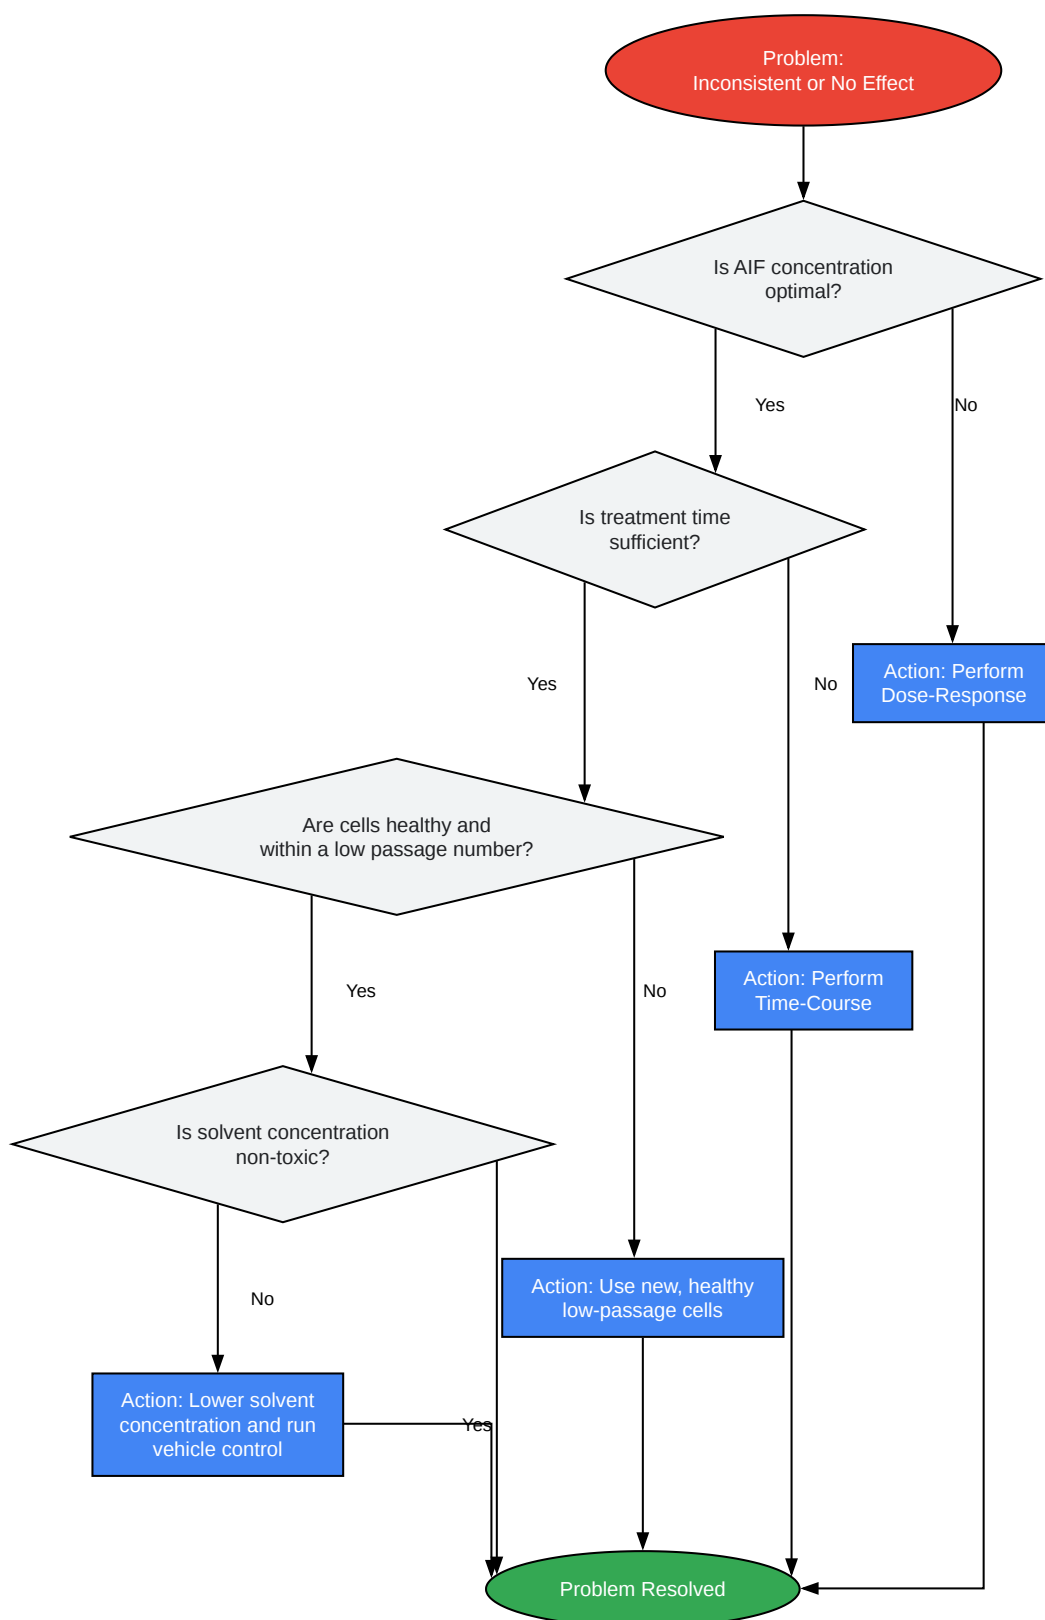 Problem:
Inconsistent or No Effect
Is AIF concentration
optimal?
Yes
No
Is treatment time
sufficient?
Action: Perform
Dose-Response
Yes
No
Are cells healthy and
within a low passage number?
Action: Perform
Time-Course
Yes
No
Is solvent concentration
non-toxic?
Action: Use new, healthy
low-passage cells
No
Action: Lower solvent
concentration and run
vehicle control
Yes
Problem Resolved